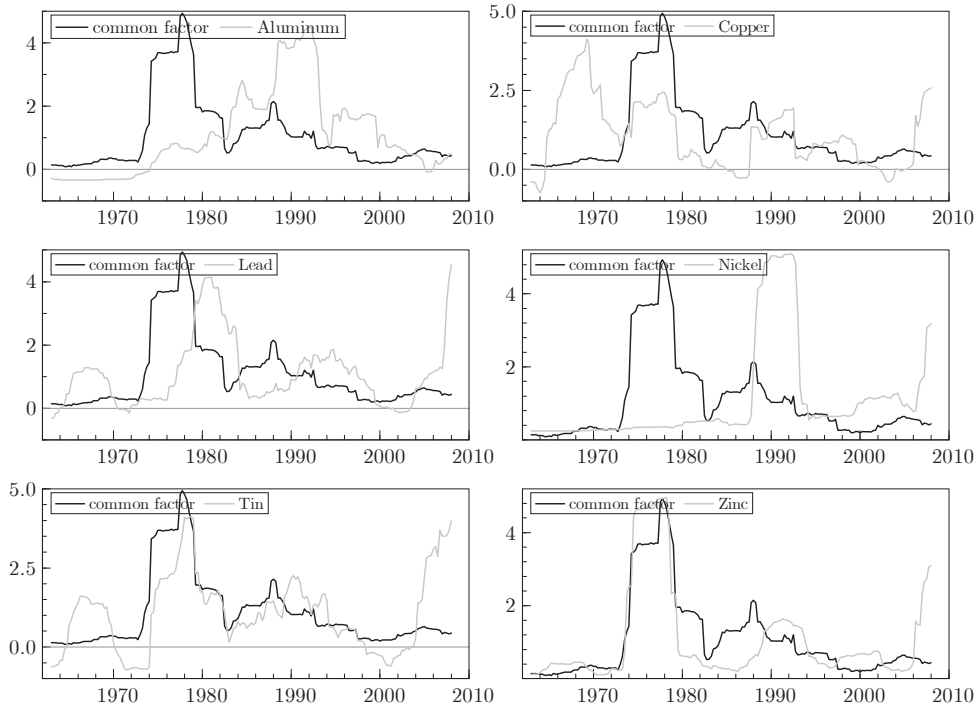 common factor Aluminum
4
2
0
1970 1980 1990 2000 2010
common factor Copper
5.0
2.5
0.0
1970 1980 1990 2000 2010
common factor Lead
4
2
0
1970 1980 1990 2000 2010
common factor Nickel
4
2
1970 1980 1990 2000 2010
common factor Tin
5.0
2.5
0.0
1970 1980 1990 2000 2010
common factor Zinc
4
2
1970 1980 1990 2000 2010